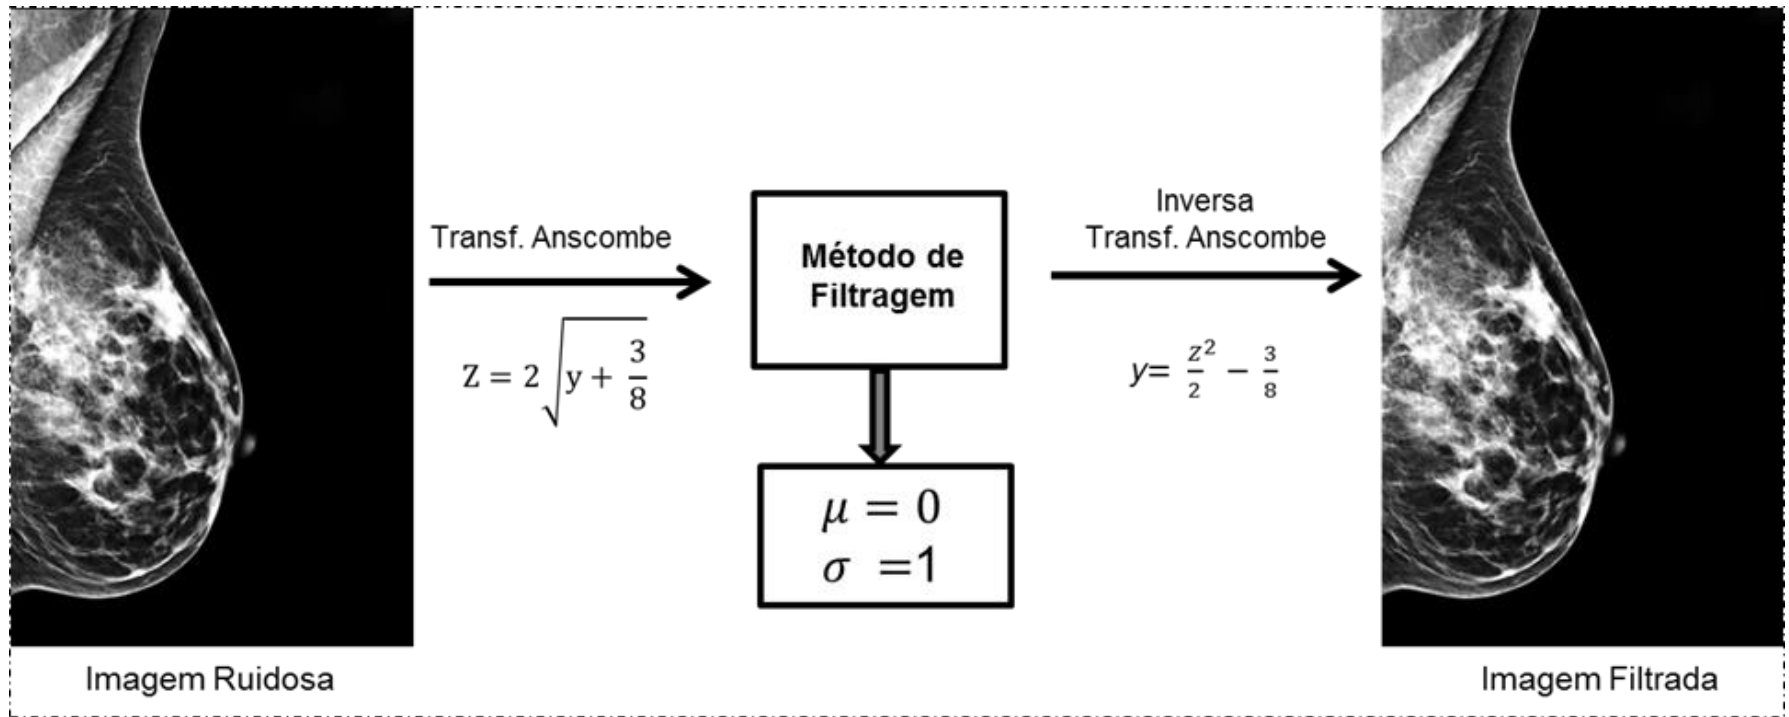 Transf. Anscombe
Z = 2√(y + 3/8)
Método de
Filtragem
μ = 0
σ =1
Inversa
Transf. Anscombe
y= z²/2 − 3/8
Imagem Ruidosa
Imagem Filtrada